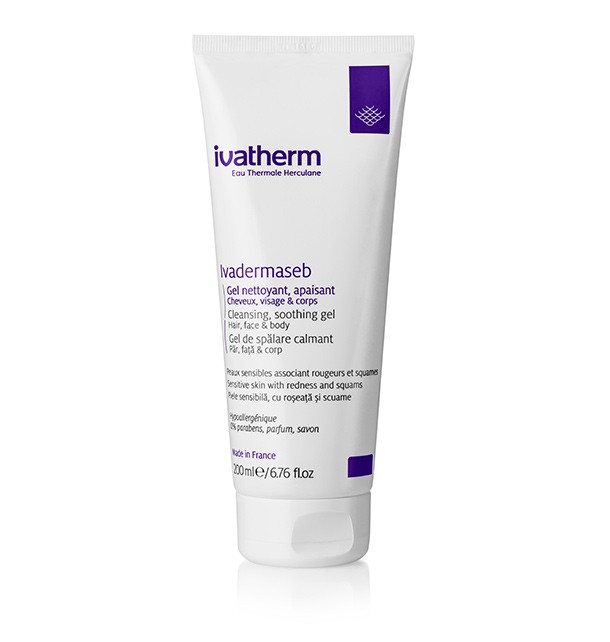 ivatherm
Eau Thermale Herculane
Ivadermaseb
Gel nettoyant, apaisant
Cheveux, visage & corps
Cleansing, soothing gel
Hair, face & body
Gel de spălare calmant
Păr, față & corp
Peaux sensibles associant rougeurs et squames
Sensitive skin with redness and squams
Piele sensibilă, cu roșeață și scuame
Hypoallergénique
0% parabens, parfum, savon
Made in France
200ml℮/6.76 fl.oz